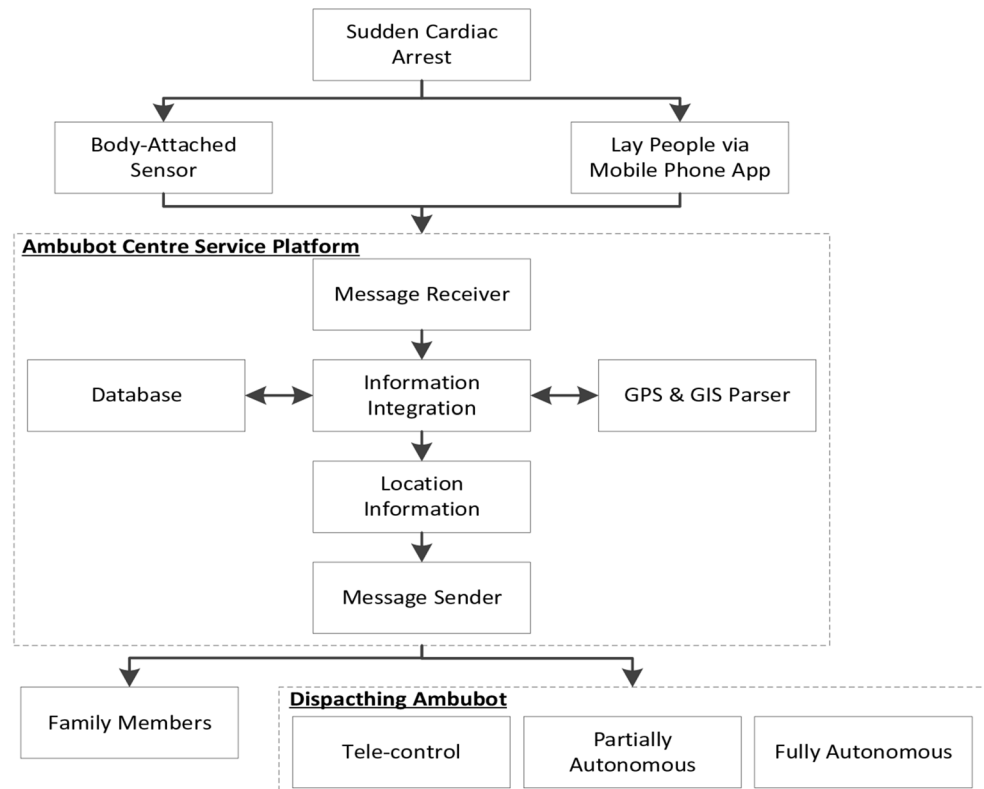 Sudden Cardiac
Arrest
Body-Attached
Sensor
Lay People via
Mobile Phone App
Ambubot Centre Service Platform
Message Receiver
Database
Information
Integration
GPS & GIS Parser
Location
Information
Message Sender
Family Members
Dispacthing Ambubot
Tele-control
Partially
Autonomous
Fully Autonomous